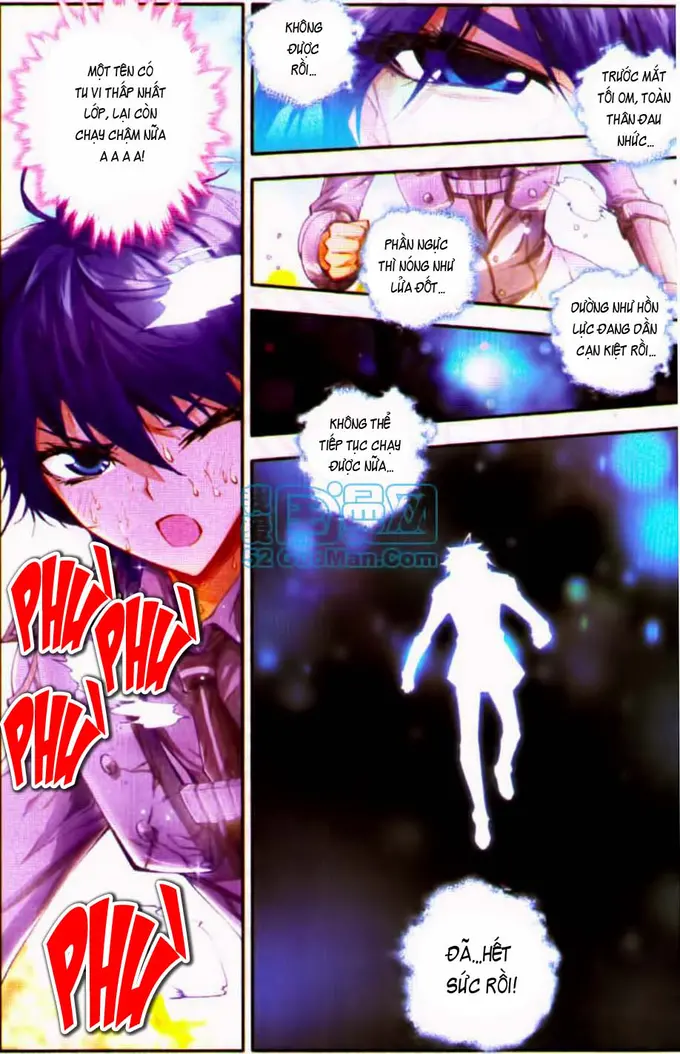 MỘT TÊN CÓ
TU VI THẤP NHẤT
LỚP, LẠI CÒN
CHẠY CHẬM NỮA
A A A A!
PHÙ
PHÙ
PHÙ
PHÙ
KHÔNG
ĐƯỢC
RỒI...
TRƯỚC MẮT
TỐI OM, TOÀN
THÂN ĐAU
NHỨC...
PHẦN NGỰC
THÌ NÓNG NHƯ
LỬA ĐỐT...
DƯỜNG NHƯ HỒN
LỰC ĐANG DẦN
CẠN KIỆT RỒI...
KHÔNG THỂ
TIẾP TỤC CHẠY
ĐƯỢC NỮA...
ĐÃ...HẾT
SỨC RỒI!